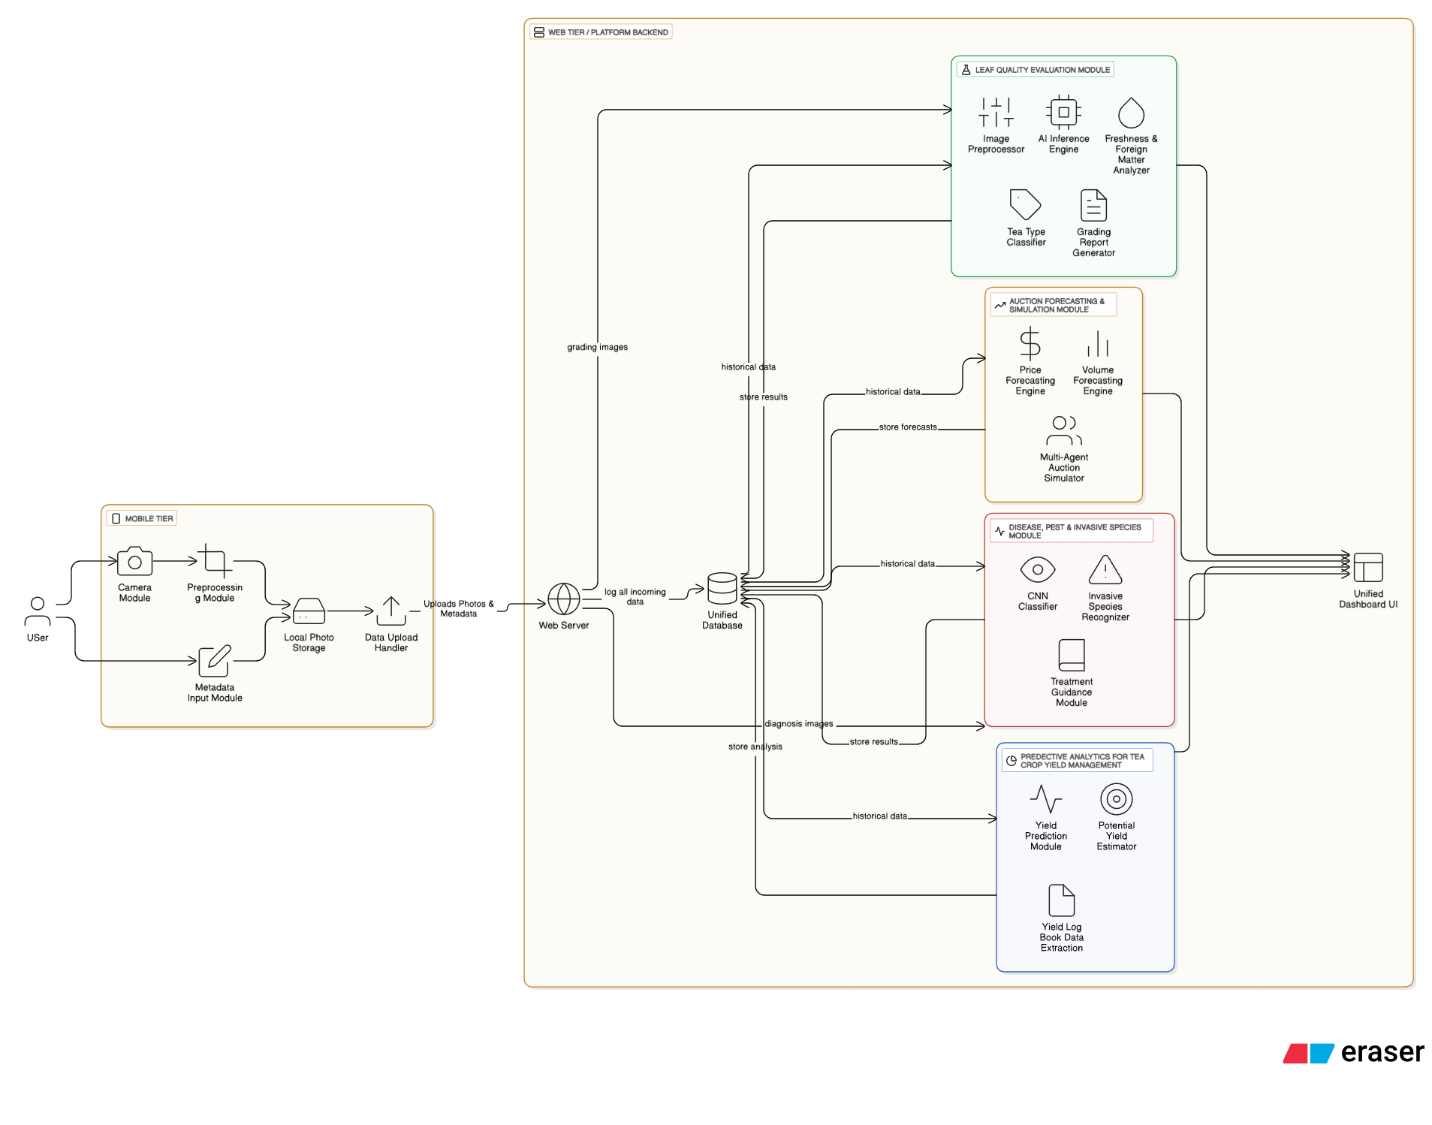 WEB TIER / PLATFORM BACKEND
LEAF QUALITY EVALUATION MODULE
Image
Preprocessor
AI Inference
Engine
Freshness &
Foreign
Matter
Analyzer
Tea Type
Classifier
Grading
Report
Generator
grading images
historical data
store results
AUCTION FORECASTING &
SIMULATION MODULE
Price
Forecasting
Engine
Volume
Forecasting
Engine
Multi-Agent
Auction
Simulator
historical data
store forecasts
MOBILE TIER
USer
Camera
Module
Preprocessin
g Module
Metadata
Input Module
Local Photo
Storage
Data Upload
Handler
Uploads Photos &
Metadata
Web Server
log all incoming
data
Unified
Database
DISEASE, PEST & INVASIVE SPECIES
MODULE
historical data
CNN
Classifier
Invasive
Species
Recognizer
Treatment
Guidance
Module
Unified
Dashboard UI
diagnosis images
store results
store analysis
PREDECTIVE ANALYTICS FOR TEA
CROP YIELD MANAGEMENT
historical data
Yield
Prediction
Module
Potential
Yield
Estimator
Yield Log
Book Data
Extraction
eraser